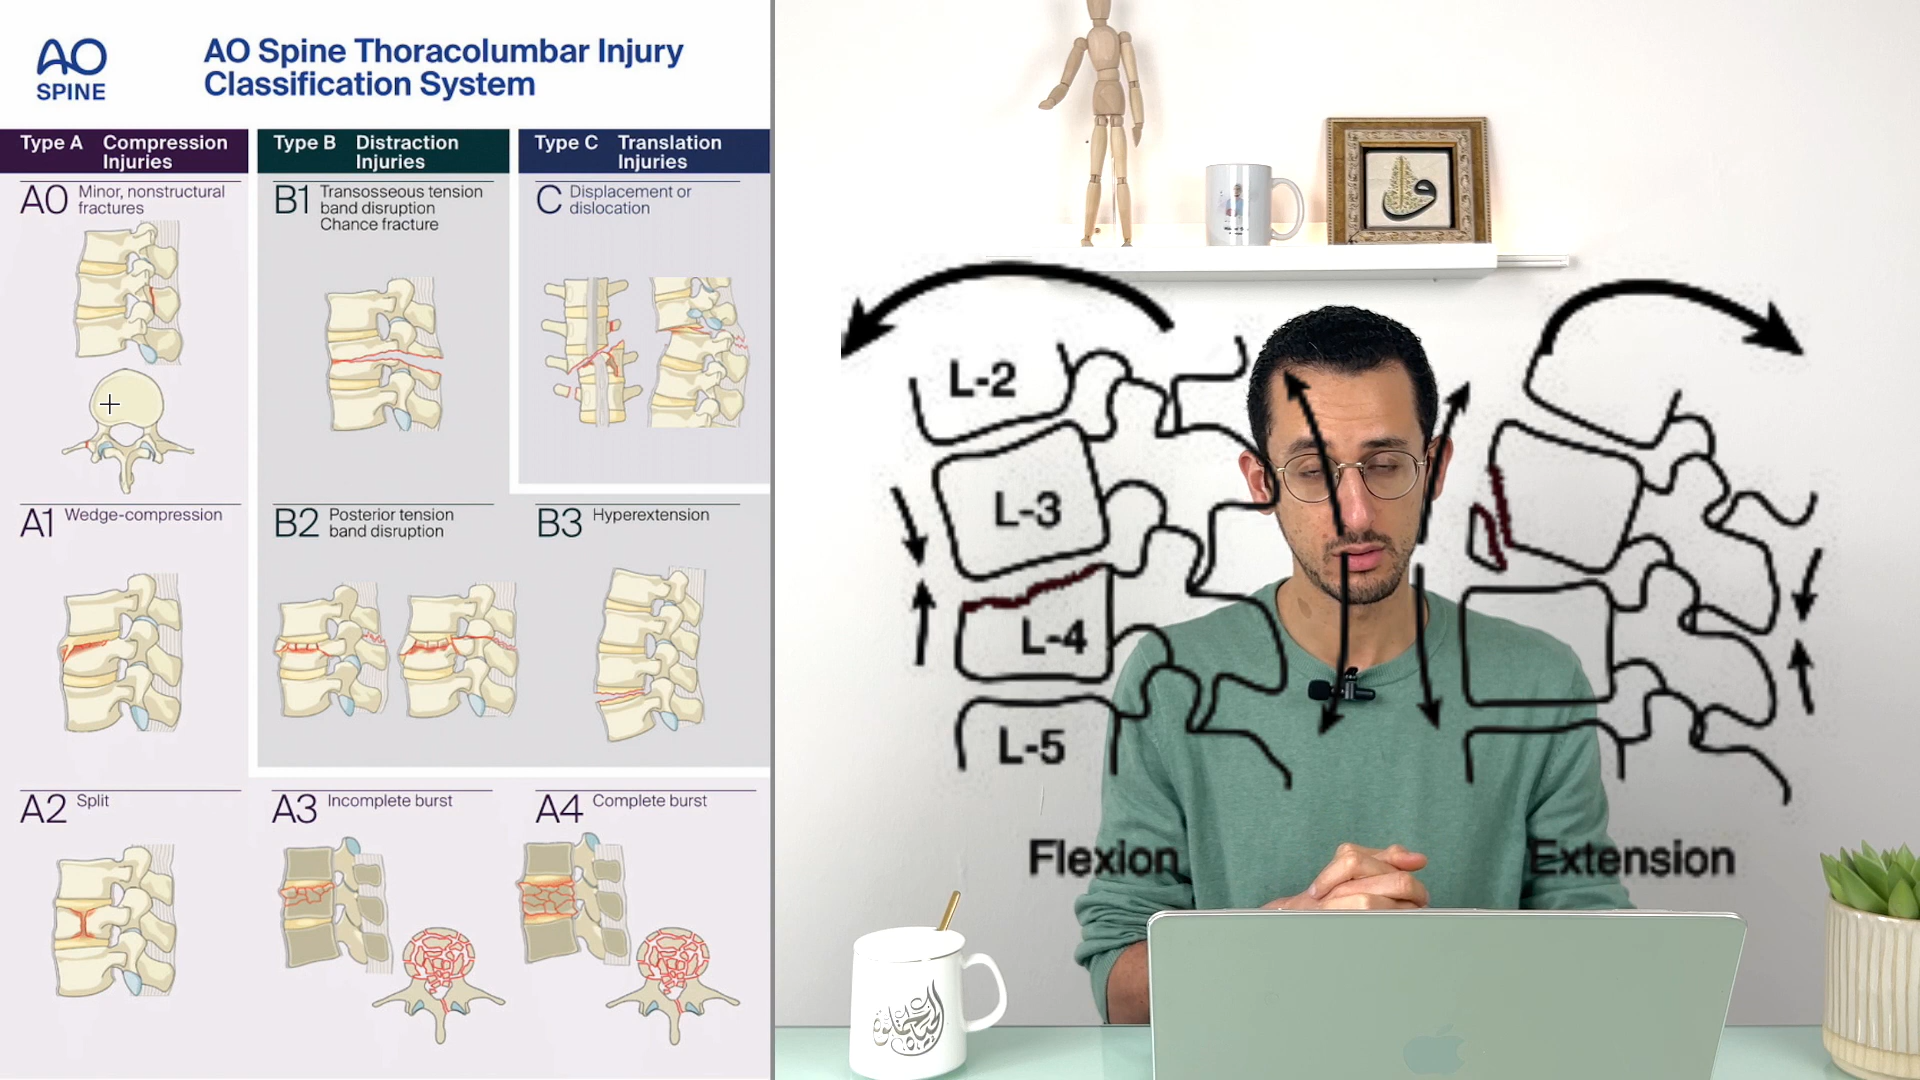 AO
SPINE
AO Spine Thoracolumbar Injury
Classification System
Type A Compression
Injuries
Type B Distraction
Injuries
Type C Translation
Injuries
A0 Minor, nonstructural
fractures
B1 Transosseous tension
band disruption
Chance fracture
C Displacement or
dislocation
A1 Wedge-compression
B2 Posterior tension
band disruption
B3 Hyperextension
A2 Split
A3 Incomplete burst
A4 Complete burst
L-2
L-3
L-4
L-5
Flexion
Extension
و
الحمد لله